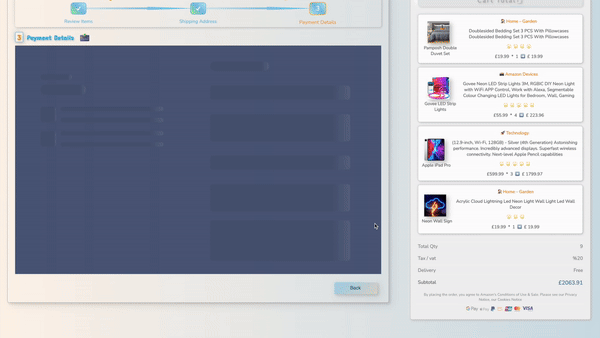 Review Items
Shipping Address
3
Payment Details
3 Payment Details
Back
Cart Total
Home - Garden
Pamposh Double Duvet Set
Doublesided Bedding Set 3 PCS With Pillowcases
Doublesided Bedding Set 3 PCS With Pillowcases
£19.99 * 1 = £ 19.99
Amazon Devices
Govee LED Strip Lights
Govee Neon LED Strip Lights 3M, RGBIC DIY Neon Light
with WiFi APP Control, Work with Alexa, Segmentable
Colour Changing LED Lights for Bedroom, Wall, Gaming
£55.99 * 4 = £ 223.96
Technology
Apple iPad Pro
(12.9-inch, Wi-Fi, 128GB) - Silver (4th Generation) Astonishing
performance. Incredibly advanced displays. Superfast wireless
connectivity. Next-level Apple Pencil capabilities
£599.99 * 3 = £ 1799.97
Home - Garden
Neon Wall Sign
Acrylic Cloud Lightning Led Neon Light Wall Light Led Wall
Decor
£19.99 * 1 = £ 19.99
Total Qty 9
Tax / vat %20
Delivery Free
Subtotal £2063.91
By placing the order, you agree to Amazon's Conditions of Use & Sale. Please see our Privacy
Notice, our Cookies Notice
G Pay
VISA